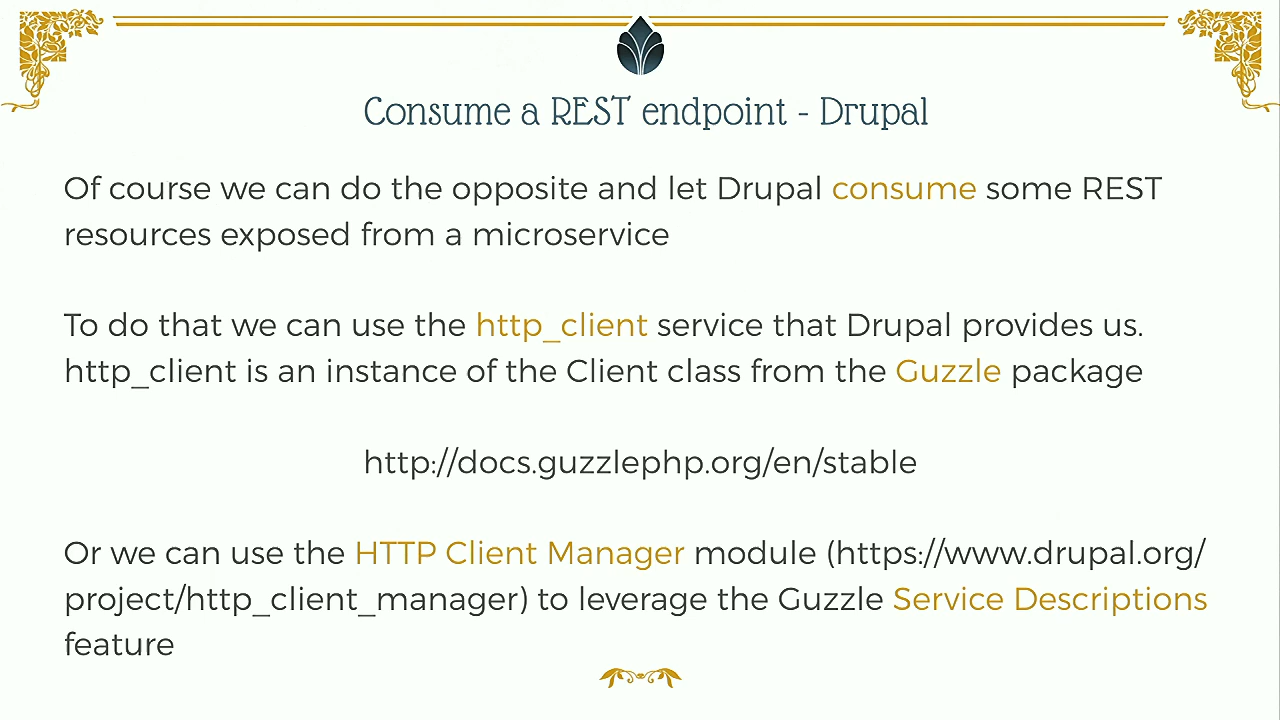 Consume a REST endpoint - Drupal
Of course we can do the opposite and let Drupal consume some REST
resources exposed from a microservice
To do that we can use the http_client service that Drupal provides us.
http_client is an instance of the Client class from the Guzzle package
http://docs.guzzlephp.org/en/stable
Or we can use the HTTP Client Manager module (https://www.drupal.org/
project/http_client_manager) to leverage the Guzzle Service Descriptions
feature